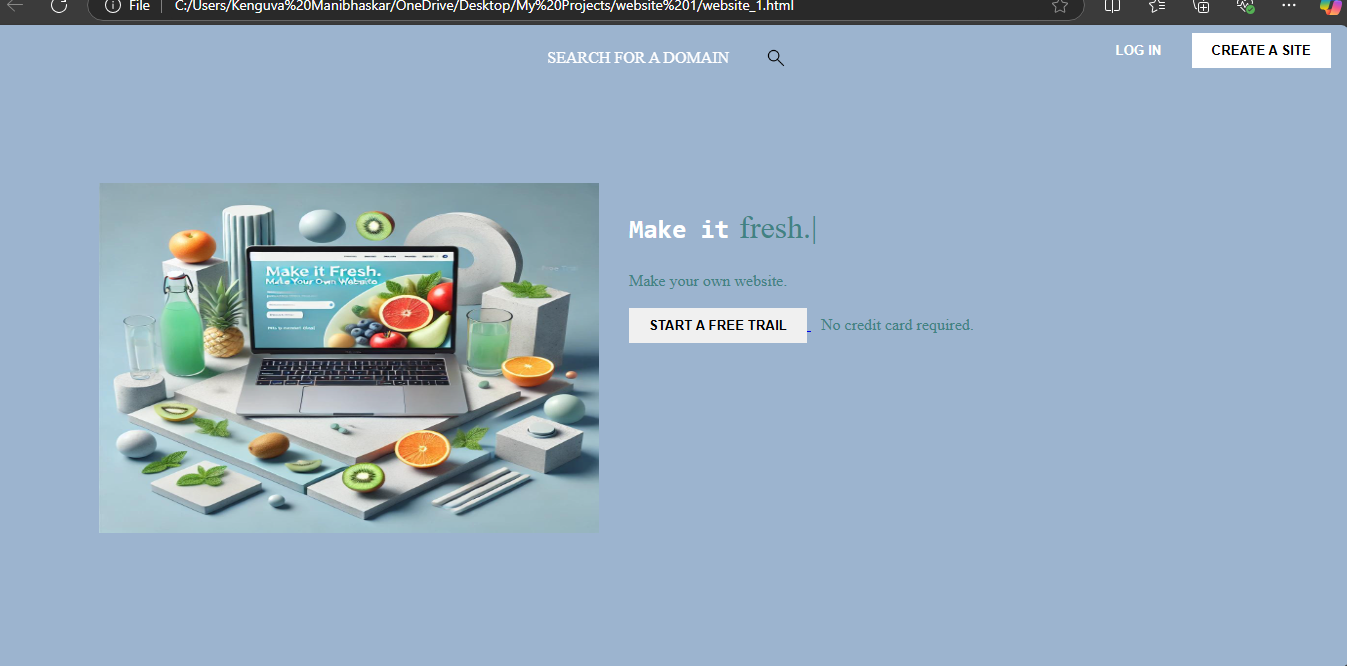 File
C:/Users/Kenguva%20Manibhaskar/OneDrive/Desktop/My%20Projects/website%201/website_1.html
SEARCH FOR A DOMAIN
LOG IN
CREATE A SITE
Make it Fresh.
Make Your Own Website
Make it fresh.|
Make your own website.
START A FREE TRAIL
No credit card required.